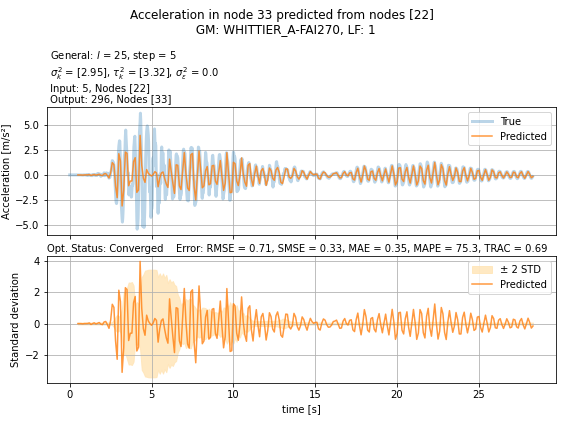 Acceleration in node 33 predicted from nodes [22]
GM: WHITTIER_A-FAI270, LF: 1
General: l = 25, step = 5
σ²ₖ = [2.95], τ²ₖ = [3.32], σ²ₑ = 0.0
Input: 5, Nodes [22]
Output: 296, Nodes [33]
Acceleration [m/s²]
5.0
2.5
0.0
−2.5
−5.0
True
Predicted
Opt. Status: Converged Error: RMSE = 0.71, SMSE = 0.33, MAE = 0.35, MAPE = 75.3, TRAC = 0.69
Standard deviation
4
2
0
−2
± 2 STD
Predicted
0 5 10 15 20 25
time [s]